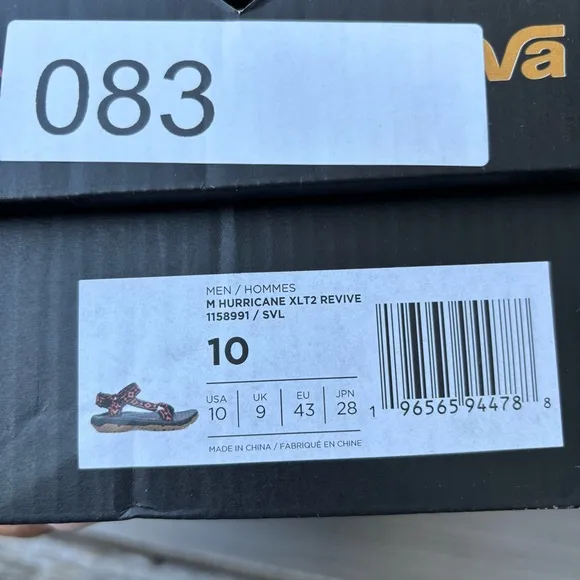 083
va
MEN / HOMMES
M HURRICANE XLT2 REVIVE
1158991 / SVL
10
USA UK EU JPN
10 9 43 28
MADE IN CHINA / FABRIQUÉ EN CHINE
1 96565 94478 8